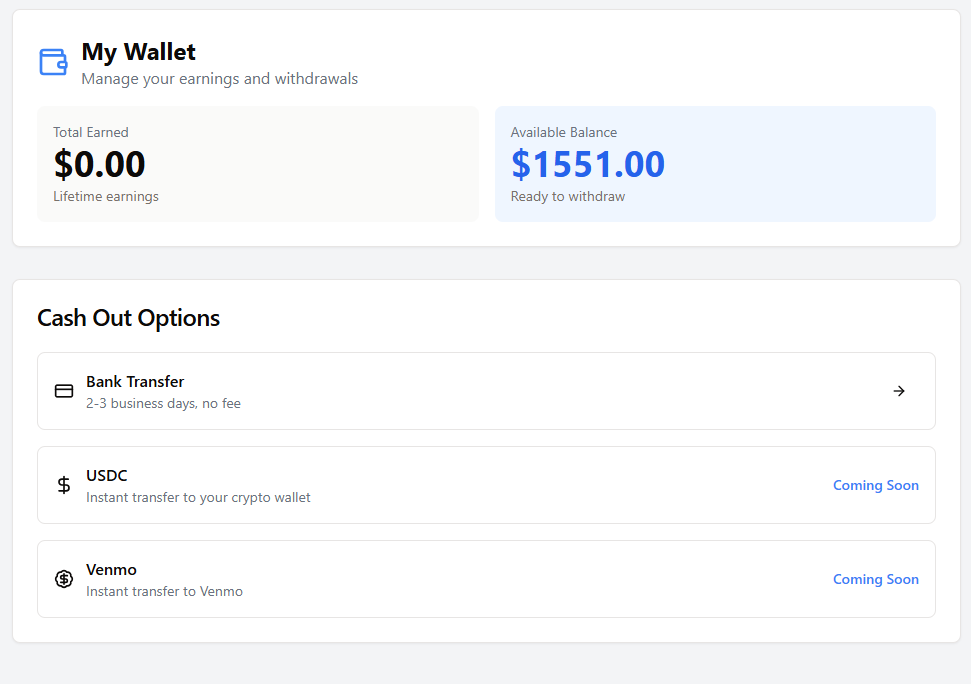 My Wallet
Manage your earnings and withdrawals
Total Earned
$0.00
Lifetime earnings
Available Balance
$1551.00
Ready to withdraw
Cash Out Options
Bank Transfer
2-3 business days, no fee
USDC
Instant transfer to your crypto wallet
Coming Soon
Venmo
Instant transfer to Venmo
Coming Soon